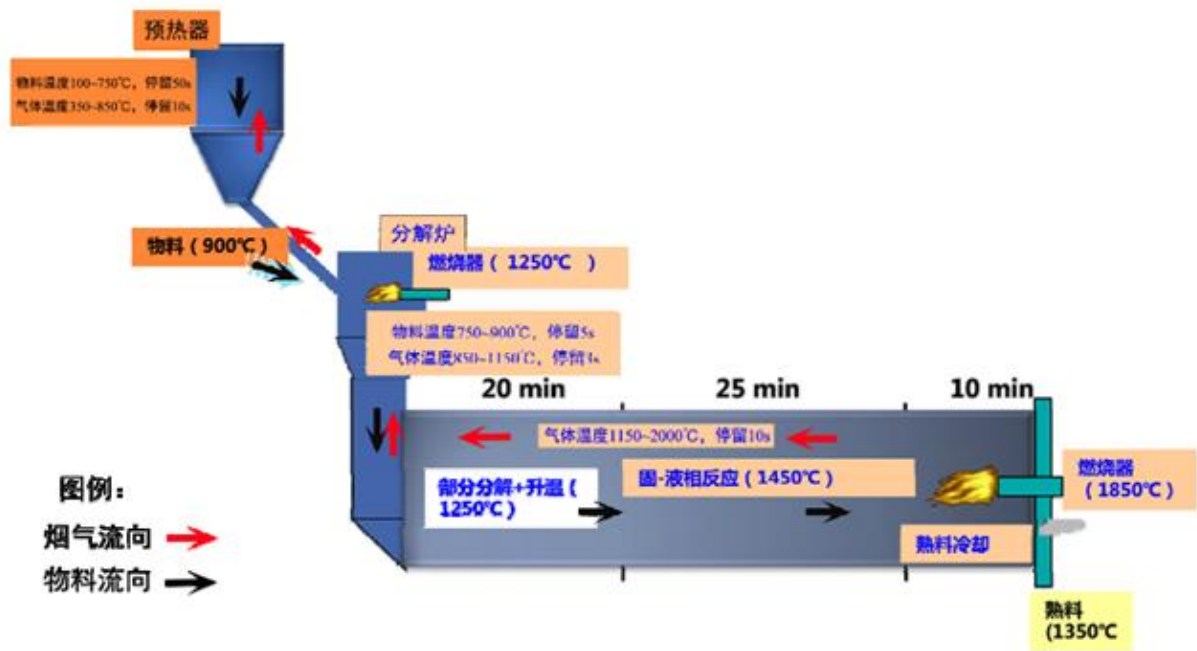 预热器
物料温度100~750℃，停留50s
气体温度350~850℃，停留10s
物料（900℃）
分解炉
燃烧器（ 1250℃ ）
物料温度750~900℃，停留5s
气体温度850~1150℃，停留3s
20 min
25 min
10 min
气体温度1150~2000℃，停留10s
部分分解+升温（
1250℃）
固-液相反应（1450℃）
燃烧器
（1850℃）
熟料冷却
熟料
(1350℃
图例：
烟气流向
物料流向